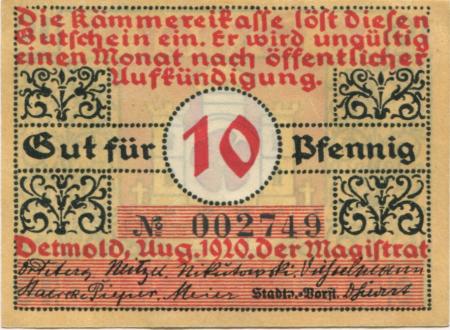 Die Kämmereikasse löst diesen
Gutschein ein. Er wird ungültig
einen Monat nach öffentlicher
Aufkündigung.
Gut für 10 Pfennig
№ 002749
Detmold, Aug. 1920. Der Magistrat
Meier Stadtv.-Vorst.